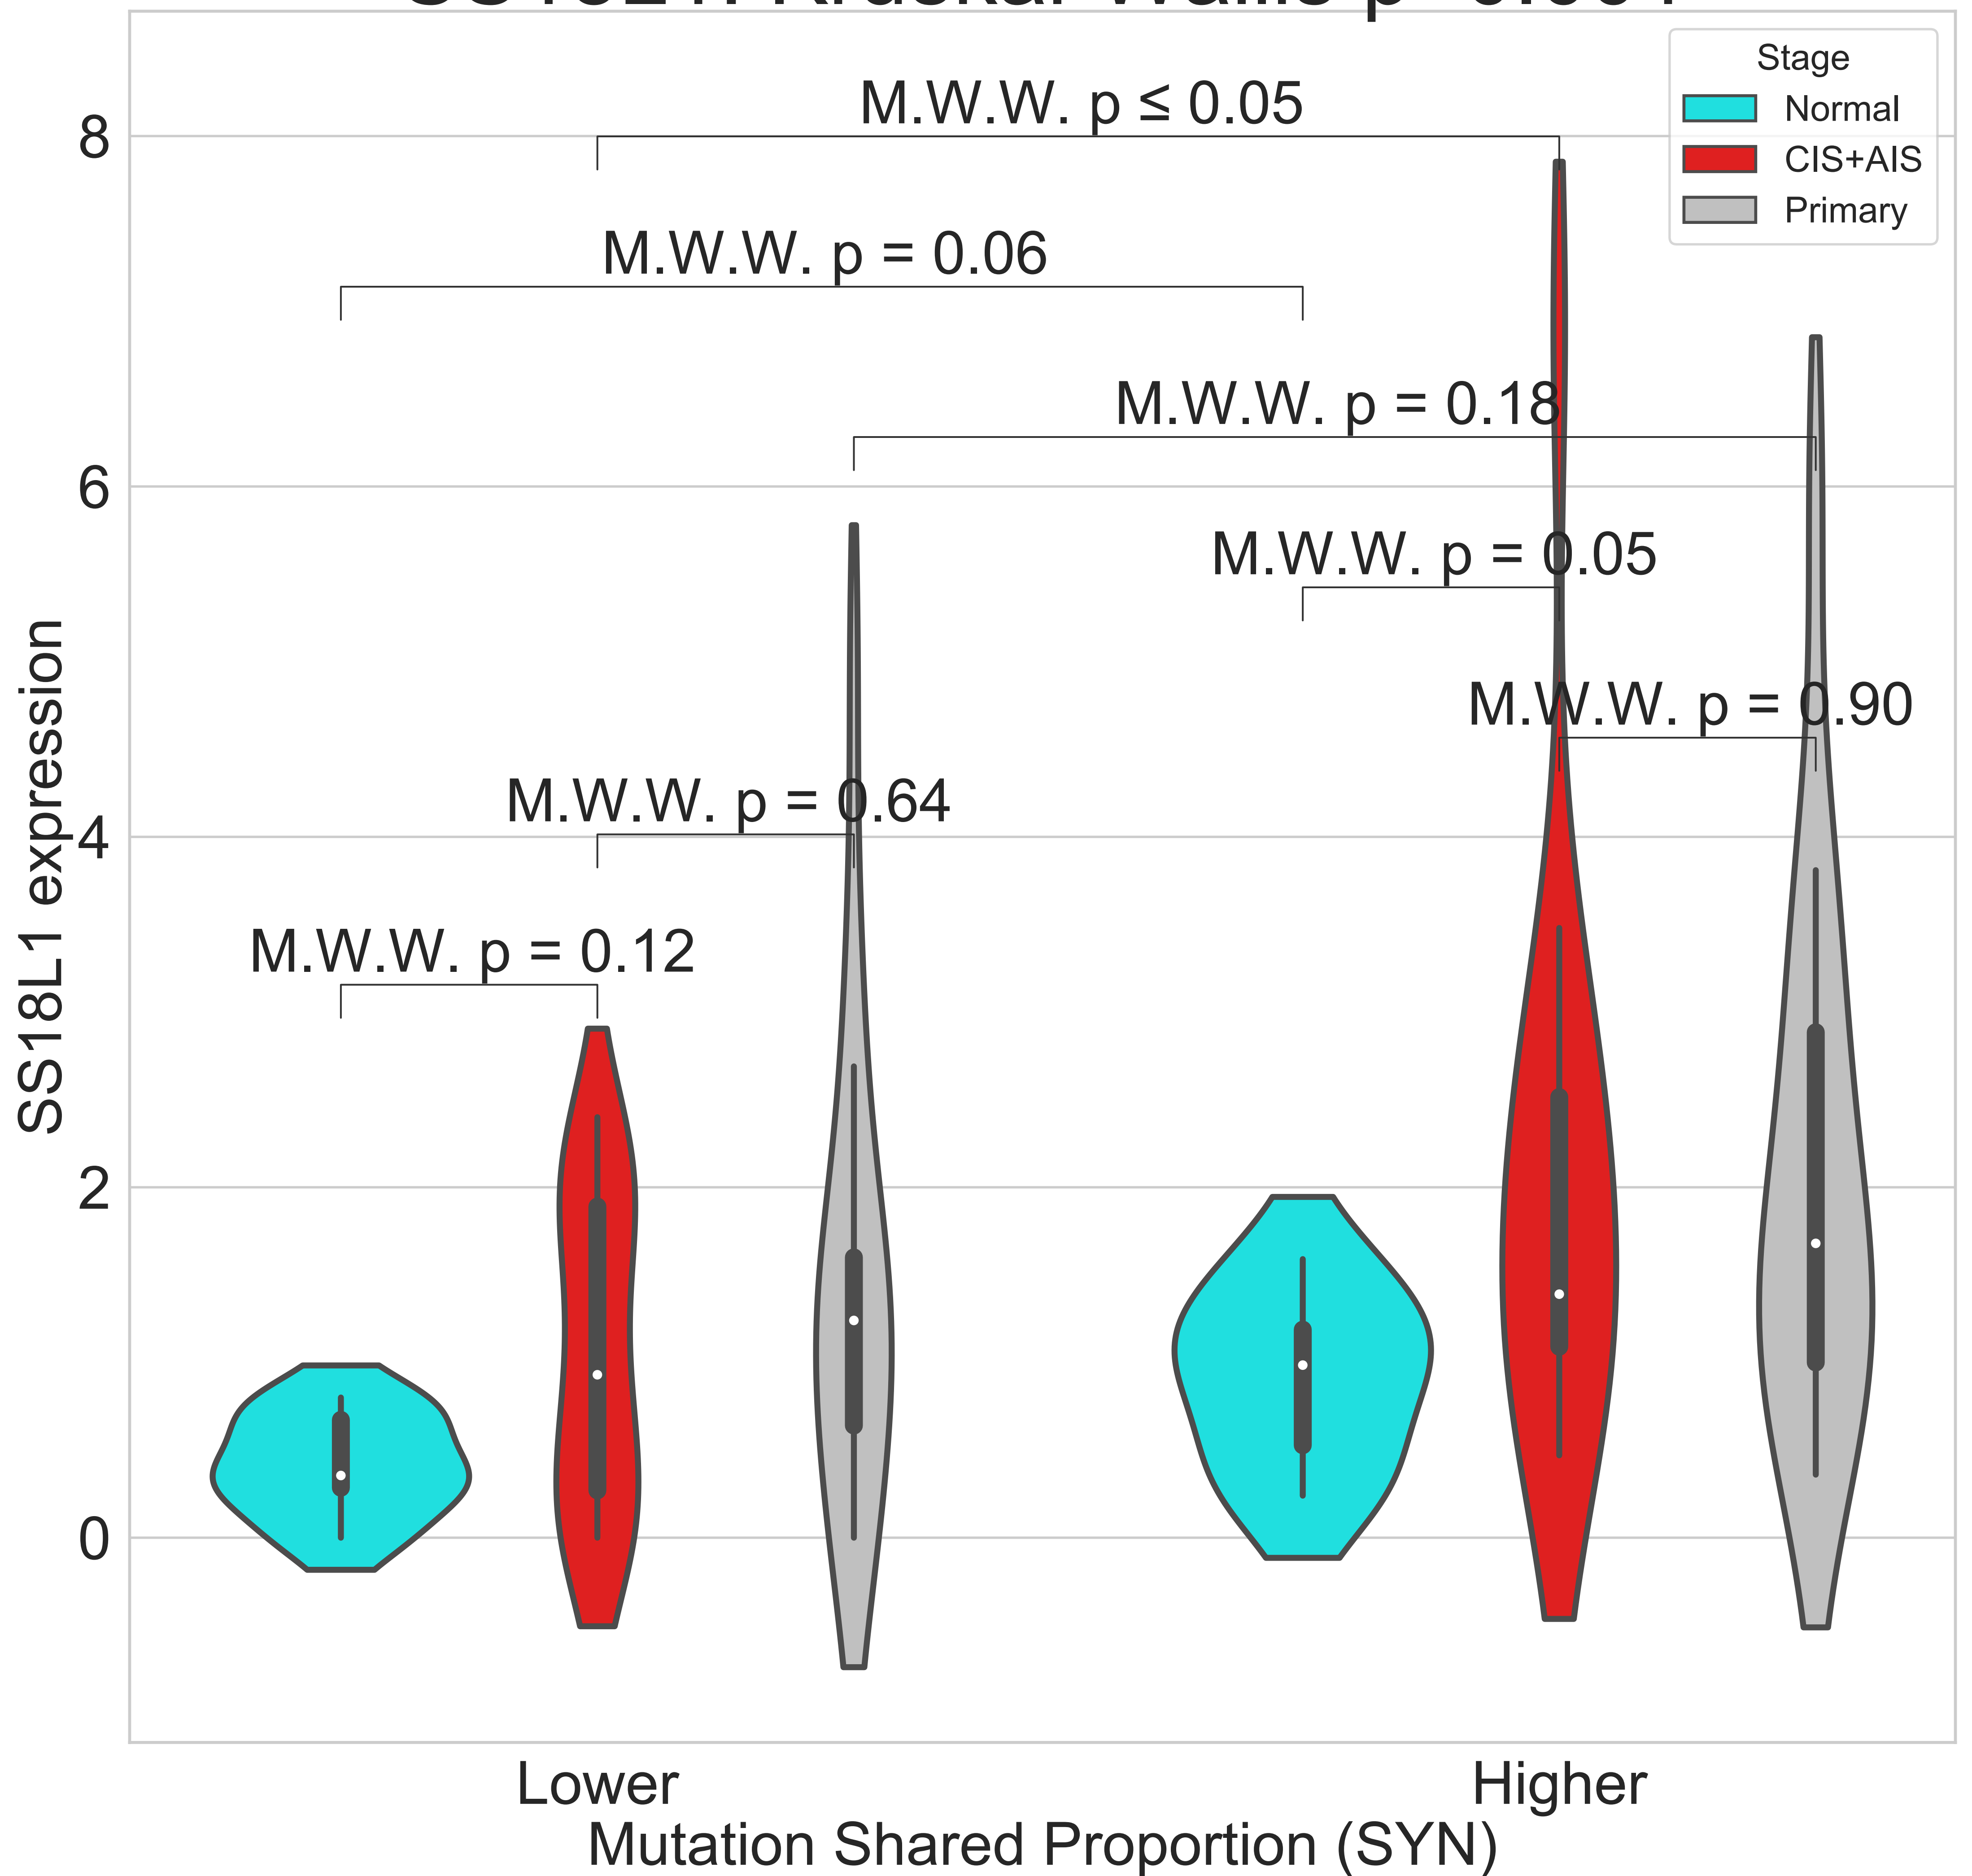 Stage
Normal
CIS+AIS
Primary
M.W.W. p ≤ 0.05
M.W.W. p = 0.06
M.W.W. p = 0.18
M.W.W. p = 0.05
M.W.W. p = 0.90
M.W.W. p = 0.64
M.W.W. p = 0.12
8
6
4
2
0
SS18L1 expression
Lower
Higher
Mutation Shared Proportion (SYN)